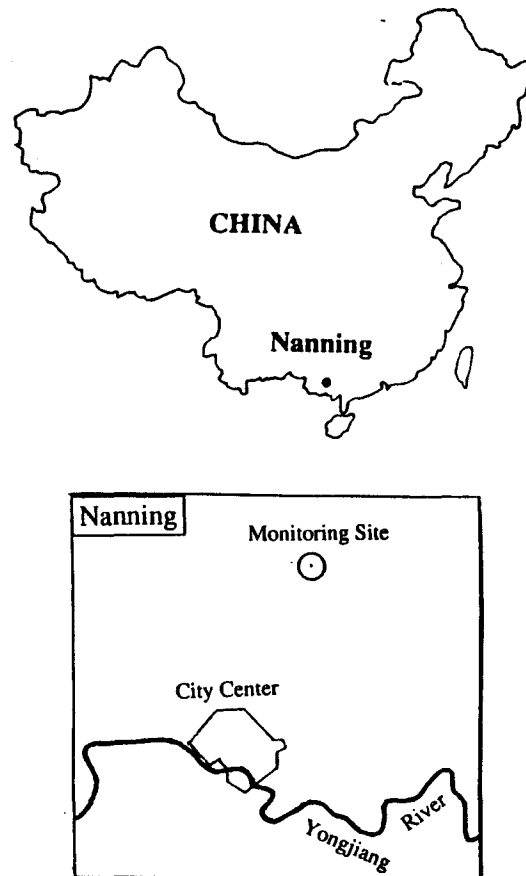 CHINA
Nanning
Nanning
Monitoring Site
City Center
Yongjiang River